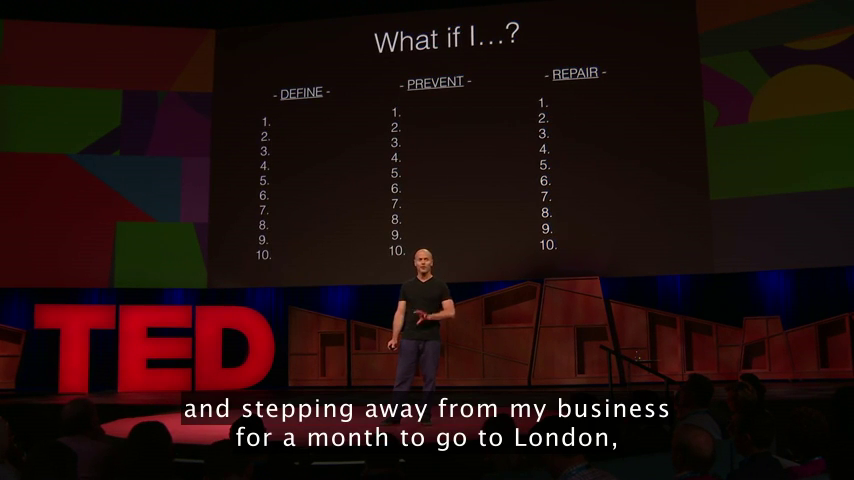 What if I...?
- DEFINE - - PREVENT - - REPAIR -
1. 1. 1.
2. 2. 2.
3. 3. 3.
4. 4. 4.
5. 5. 5.
6. 6. 6.
7. 7. 7.
8. 8. 8.
9. 9. 9.
10. 10. 10.
TED
and stepping away from my business
for a month to go to London,